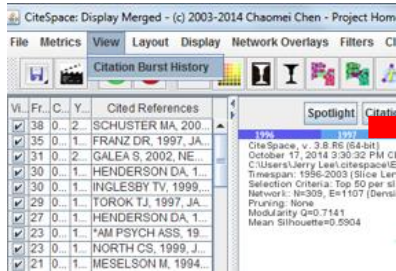 CiteSpace: Display Merged - (c) 2003-2014 Chaomei Chen - Project Hom
File Metrics View Layout Display Network Overlays Filters Cl
Citation Burst History
Vi... Fr... C... Y... Cited References
38 0... 2... SCHUSTER MA, 200...
35 0... 1... FRANZ DR, 1997, JA...
31 0... 2... GALEA S, 2002, NE...
30 0... 1... HENDERSON DA, 1...
30 0... 1... INGLESBY TV, 1999,...
29 0... 1... TOROK TJ, 1997, JA...
27 0... 1... HENDERSON DA, 1...
23 0... 1... *AM PSYCH ASS, 19...
23 0... 1... NORTH CS, 1999, J...
21 0... 1... MESELSON M, 1994...
Spotlight Citatio
1996 1997
CiteSpace, v. 3.8.R6 (64-bit)
October 17, 2014 3:30:32 PM C
C:\Users\Jerry Lee\.citespace\E
Timespan: 1996-2003 (Slice Len
Selection Criteria: Top 50 per sl
Network: N=309, E=1107 (Densi
Pruning: None
Modularity Q=0.7141
Mean Silhouette=0.5904